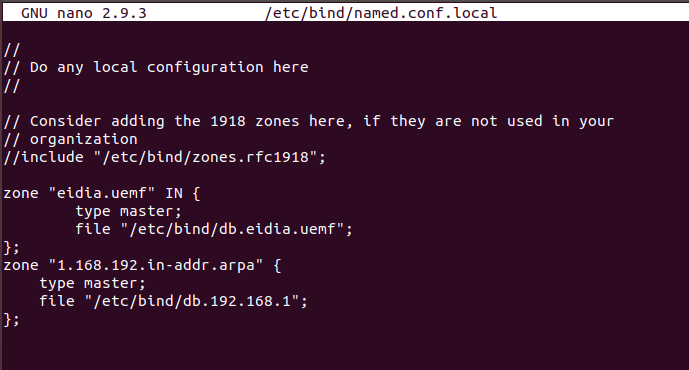 GNU nano 2.9.3 /etc/bind/named.conf.local
//
// Do any local configuration here
//
// Consider adding the 1918 zones here, if they are not used in your
// organization
//include "/etc/bind/zones.rfc1918";
zone "eidia.uemf" IN {
        type master;
        file "/etc/bind/db.eidia.uemf";
};
zone "1.168.192.in-addr.arpa" {
    type master;
    file "/etc/bind/db.192.168.1";
};